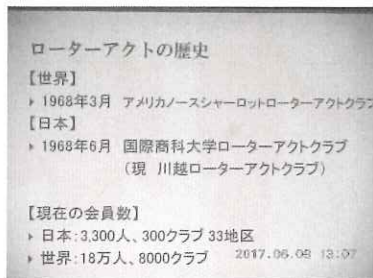 ローターアクトの歴史
【世界】
▸ 1968年3月 アメリカノースシャーロットローターアクトクラブ
【日本】
▸ 1968年6月 国際商科大学ローターアクトクラブ
（現 川越ローターアクトクラブ）
【現在の会員数】
▸ 日本:3,300人、300クラブ 33地区
▸ 世界:18万人、8000クラブ
2017.06.09 13:07